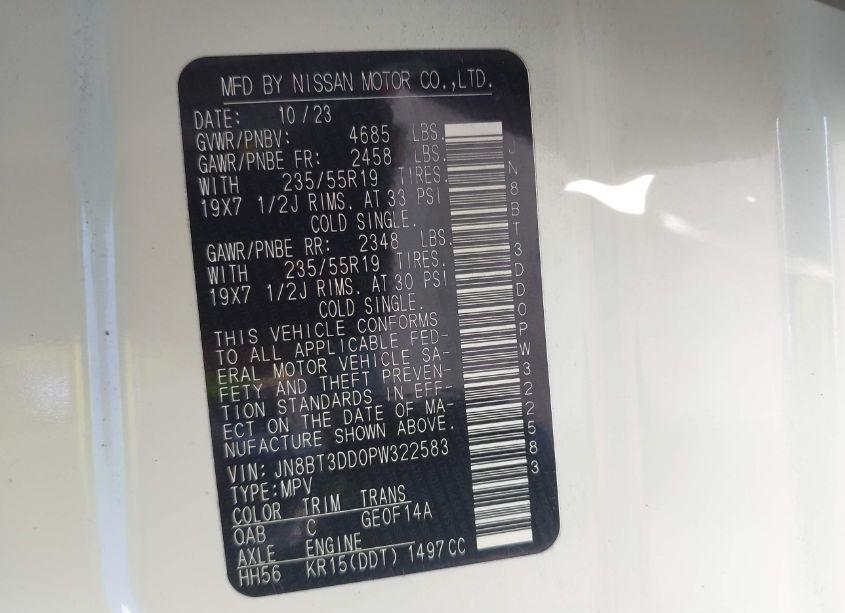 MFD BY NISSAN MOTOR CO.,LTD.
DATE: 10/23
GVWR/PNBV: 4685 LBS.
GAWR/PNBE FR: 2458 LBS.
WITH 235/55R19 TIRES.
19X7 1/2J RIMS. AT 33 PSI
COLD SINGLE.
GAWR/PNBE RR: 2348 LBS.
WITH 235/55R19 TIRES.
19X7 1/2J RIMS. AT 30 PSI
COLD SINGLE.
THIS VEHICLE CONFORMS
TO ALL APPLICABLE FED-
ERAL MOTOR VEHICLE SA-
FETY AND THEFT PREVEN-
TION STANDARDS IN EFF-
ECT ON THE DATE OF MA-
NUFACTURE SHOWN ABOVE.
VIN: JN8BT3DD0PW322583
TYPE:MPV
COLOR TRIM TRANS
QAB C GE0F14A
AXLE ENGINE
HH56 KR15(DDT) 1497CC
JN8BT3DD0PW322583